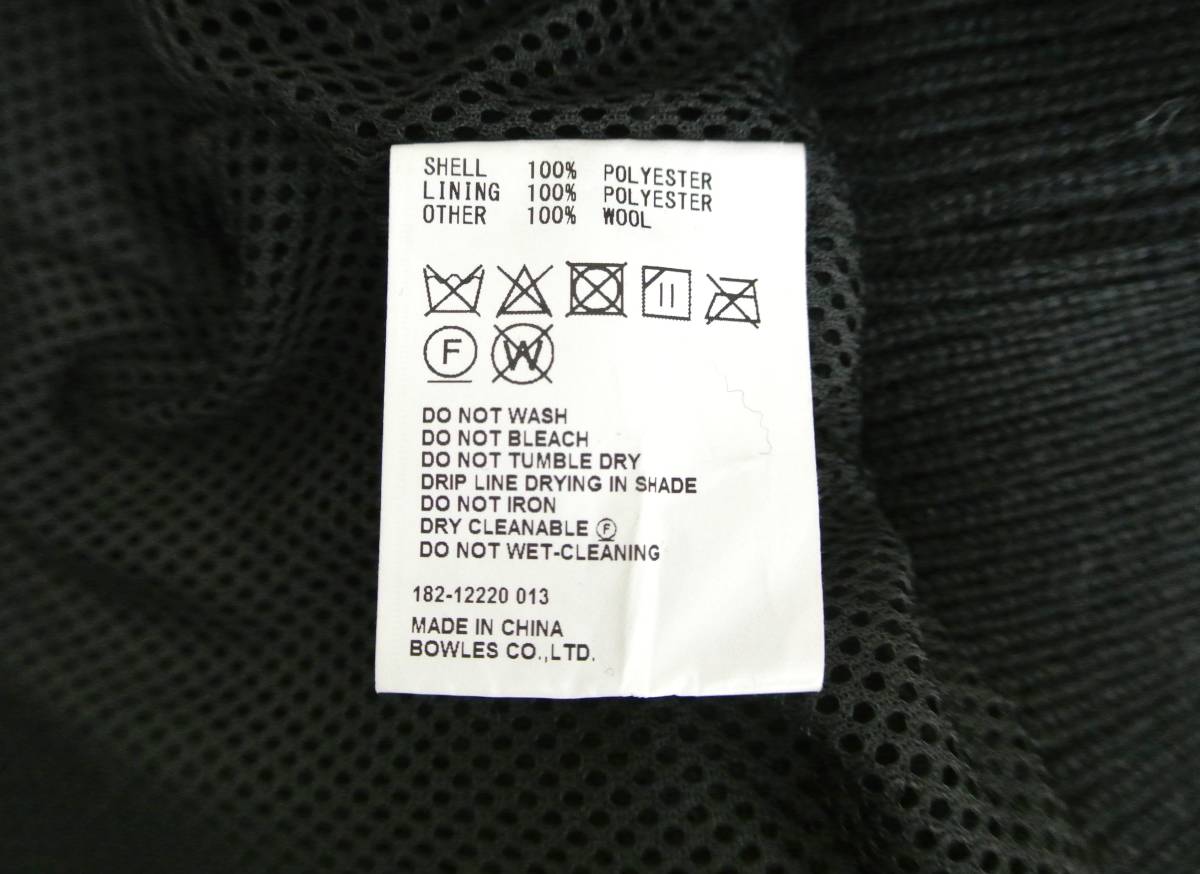 SHELL 100% POLYESTER
LINING 100% POLYESTER
OTHER 100% WOOL
F W
DO NOT WASH
DO NOT BLEACH
DO NOT TUMBLE DRY
DRIP LINE DRYING IN SHADE
DO NOT IRON
DRY CLEANABLE Ⓕ
DO NOT WET-CLEANING
182-12220 013
MADE IN CHINA
BOWLES CO.,LTD.